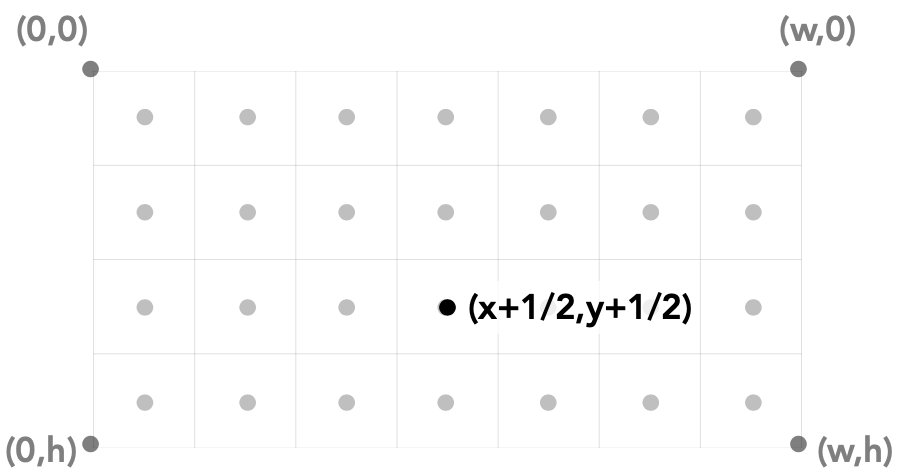 (0,0)
(w,0)
(x+1/2,y+1/2)
(0,h)
(w,h)